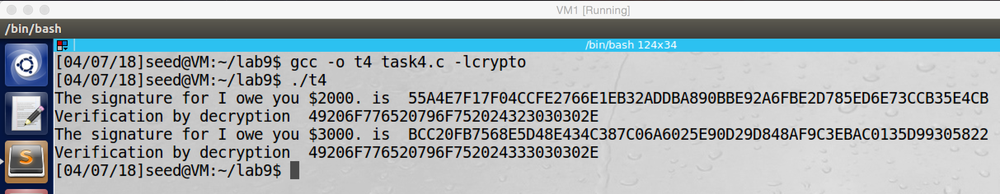 VM1 [Running]
/bin/bash
/bin/bash 124x34
[04/07/18]seed@VM:~/lab9$ gcc -o t4 task4.c -lcrypto
[04/07/18]seed@VM:~/lab9$ ./t4
The signature for I owe you $2000. is  55A4E7F17F04CCFE2766E1EB32ADDBA890BBE92A6FBE2D785ED6E73CCB35E4CB
Verification by decryption  49206F776520796F752024323030302E
The signature for I owe you $3000. is  BCC20FB7568E5D48E434C387C06A6025E90D29D848AF9C3EBAC0135D99305822
Verification by decryption  49206F776520796F752024333030302E
[04/07/18]seed@VM:~/lab9$